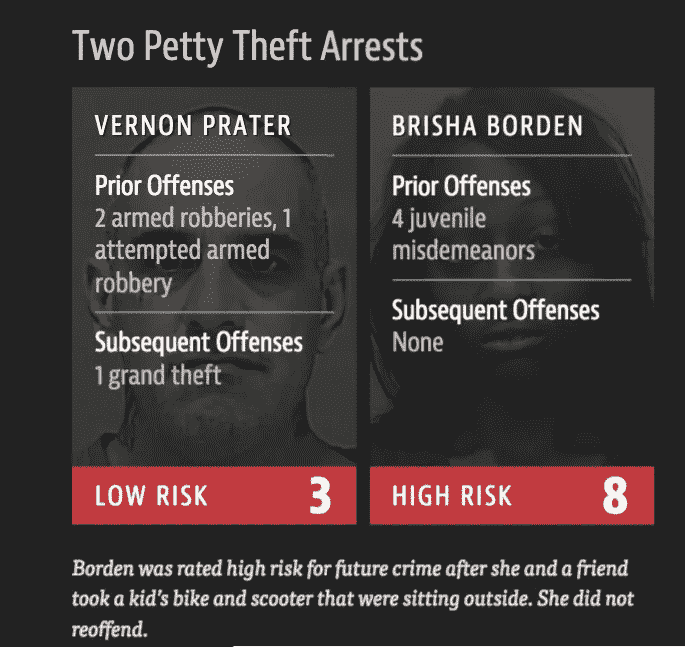 Two Petty Theft Arrests
VERNON PRATER
Prior Offenses
2 armed robberies, 1
attempted armed
robbery
Subsequent Offenses
1 grand theft
LOW RISK 3
BRISHA BORDEN
Prior Offenses
4 juvenile
misdemeanors
Subsequent Offenses
None
HIGH RISK 8
Borden was rated high risk for future crime after she and a friend
took a kid's bike and scooter that were sitting outside. She did not
reoffend.